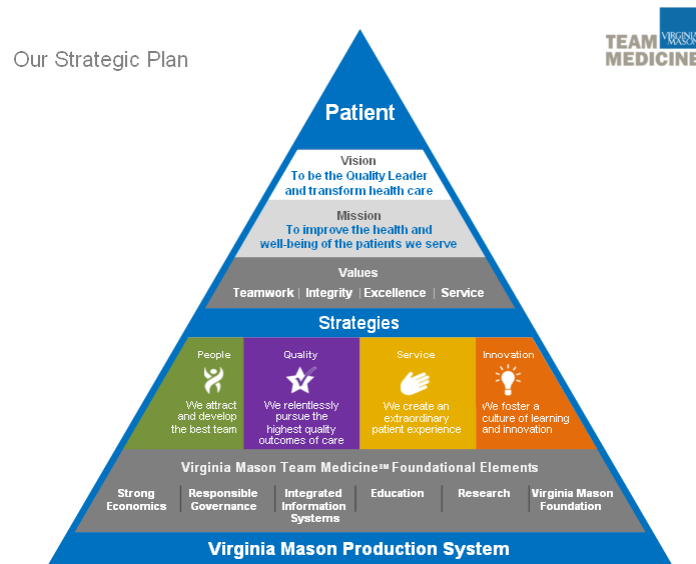 Our Strategic Plan
TEAM
MEDICINE
VIRGINIA
MASON
Patient
Vision
To be the Quality Leader
and transform health care
Mission
To improve the health and
well-being of the patients we serve
Values
Teamwork | Integrity | Excellence | Service
Strategies
People
We attract
and develop
the best team
Quality
We relentlessly
pursue the
highest quality
outcomes of care
Service
We create an
extraordinary
patient experience
Innovation
We foster a
culture of learning
and innovation
Virginia Mason Team Medicine℠ Foundational Elements
Strong
Economics
Responsible
Governance
Integrated
Information
Systems
Education
Research
Virginia Mason
Foundation
Virginia Mason Production System